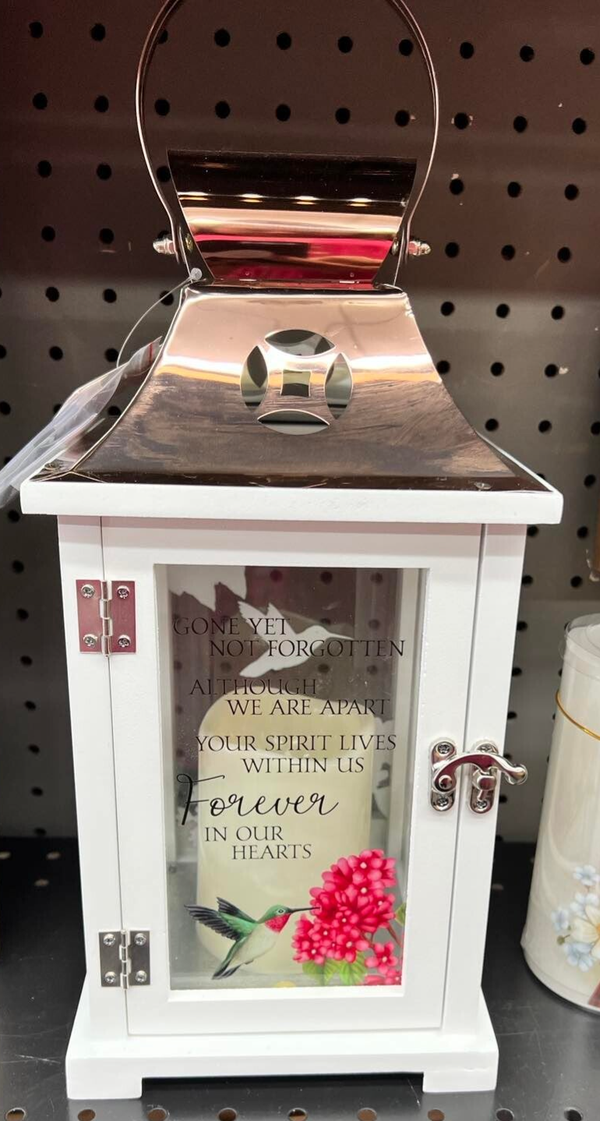 GONE YET
NOT FORGOTTEN
ALTHOUGH
WE ARE APART
YOUR SPIRIT LIVES
WITHIN US
Forever
IN OUR
HEARTS